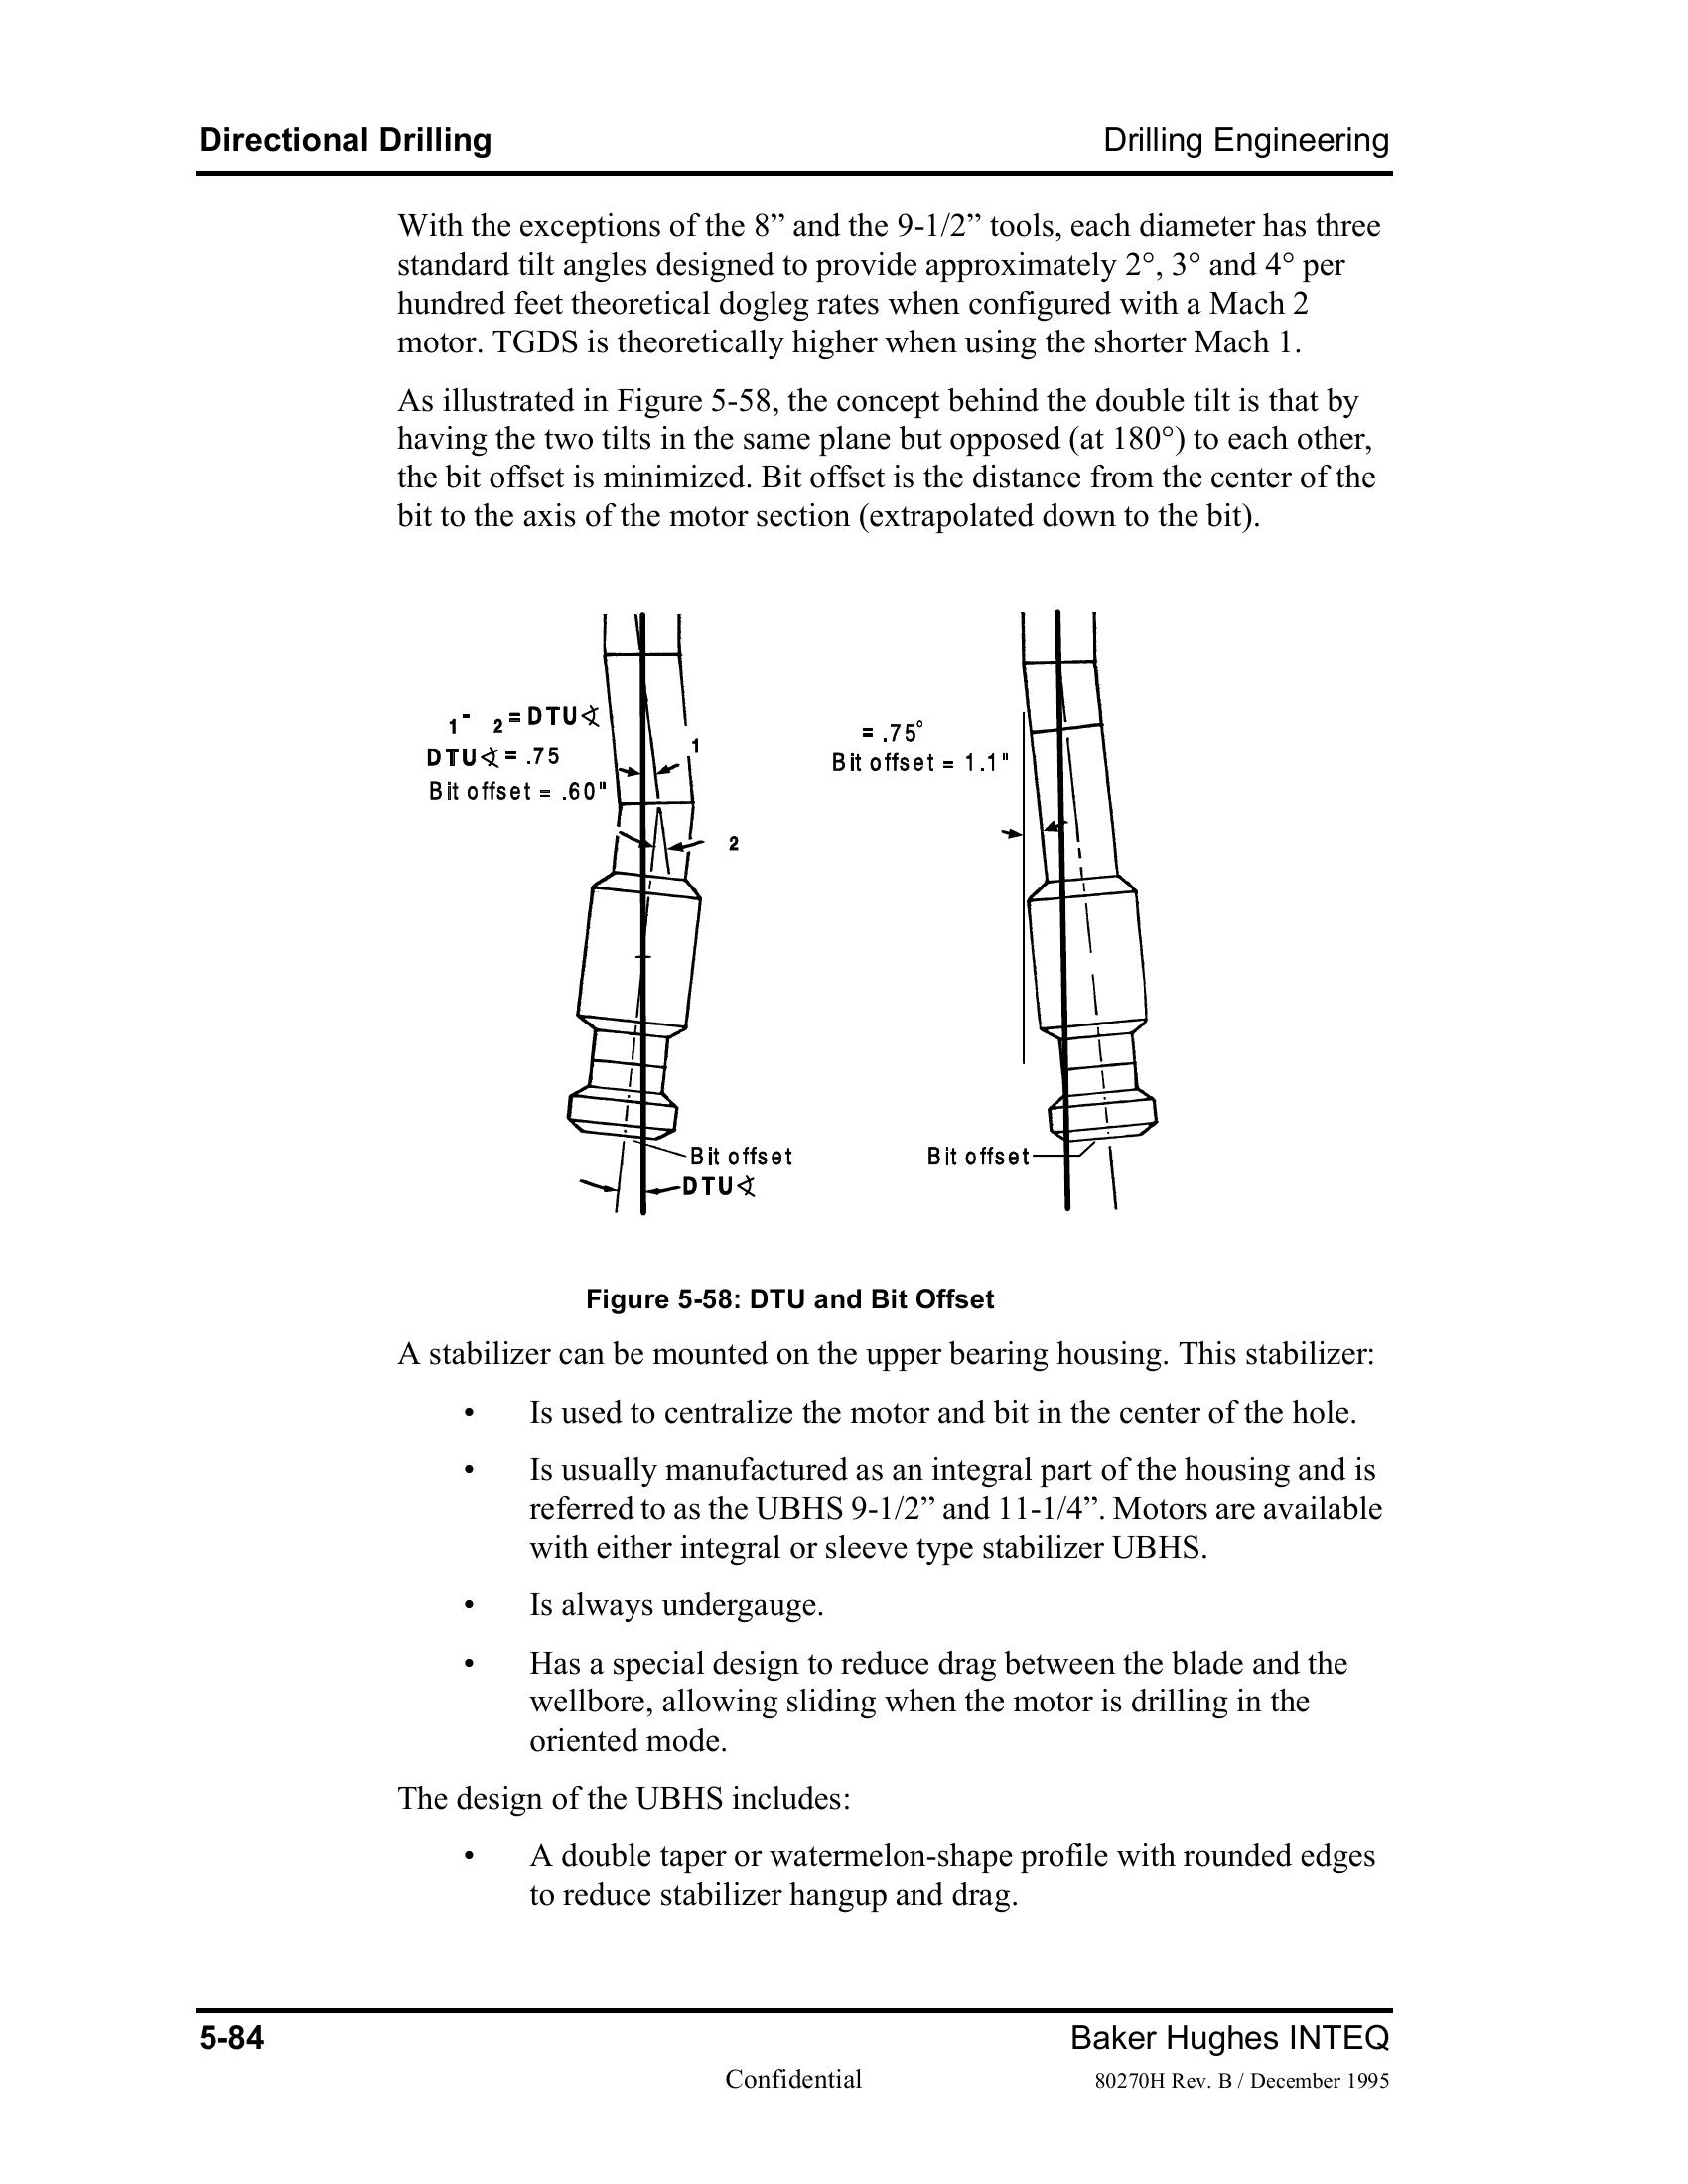 Directional Drilling Drilling Engineering
With the exceptions of the 8” and the 9-1/2” tools, each diameter has three
standard tilt angles designed to provide approximately 2°, 3° and 4° per
hundred feet theoretical dogleg rates when configured with a Mach 2
motor. TGDS is theoretically higher when using the shorter Mach 1.
As illustrated in Figure 5-58, the concept behind the double tilt is that by
having the two tilts in the same plane but opposed (at 180°) to each other,
the bit offset is minimized. Bit offset is the distance from the center of the
bit to the axis of the motor section (extrapolated down to the bit).
1- 2 = DTU∢
DTU∢ = .75
Bit offset = .60"
1
2
Bit offset
DTU∢
= .75°
Bit offset = 1.1"
Bit offset
Figure 5-58: DTU and Bit Offset
A stabilizer can be mounted on the upper bearing housing. This stabilizer:
• Is used to centralize the motor and bit in the center of the hole.
• Is usually manufactured as an integral part of the housing and is
referred to as the UBHS 9-1/2” and 11-1/4”. Motors are available
with either integral or sleeve type stabilizer UBHS.
• Is always undergauge.
• Has a special design to reduce drag between the blade and the
wellbore, allowing sliding when the motor is drilling in the
oriented mode.
The design of the UBHS includes:
• A double taper or watermelon-shape profile with rounded edges
to reduce stabilizer hangup and drag.
5-84 Baker Hughes INTEQ
Confidential 80270H Rev. B / December 1995